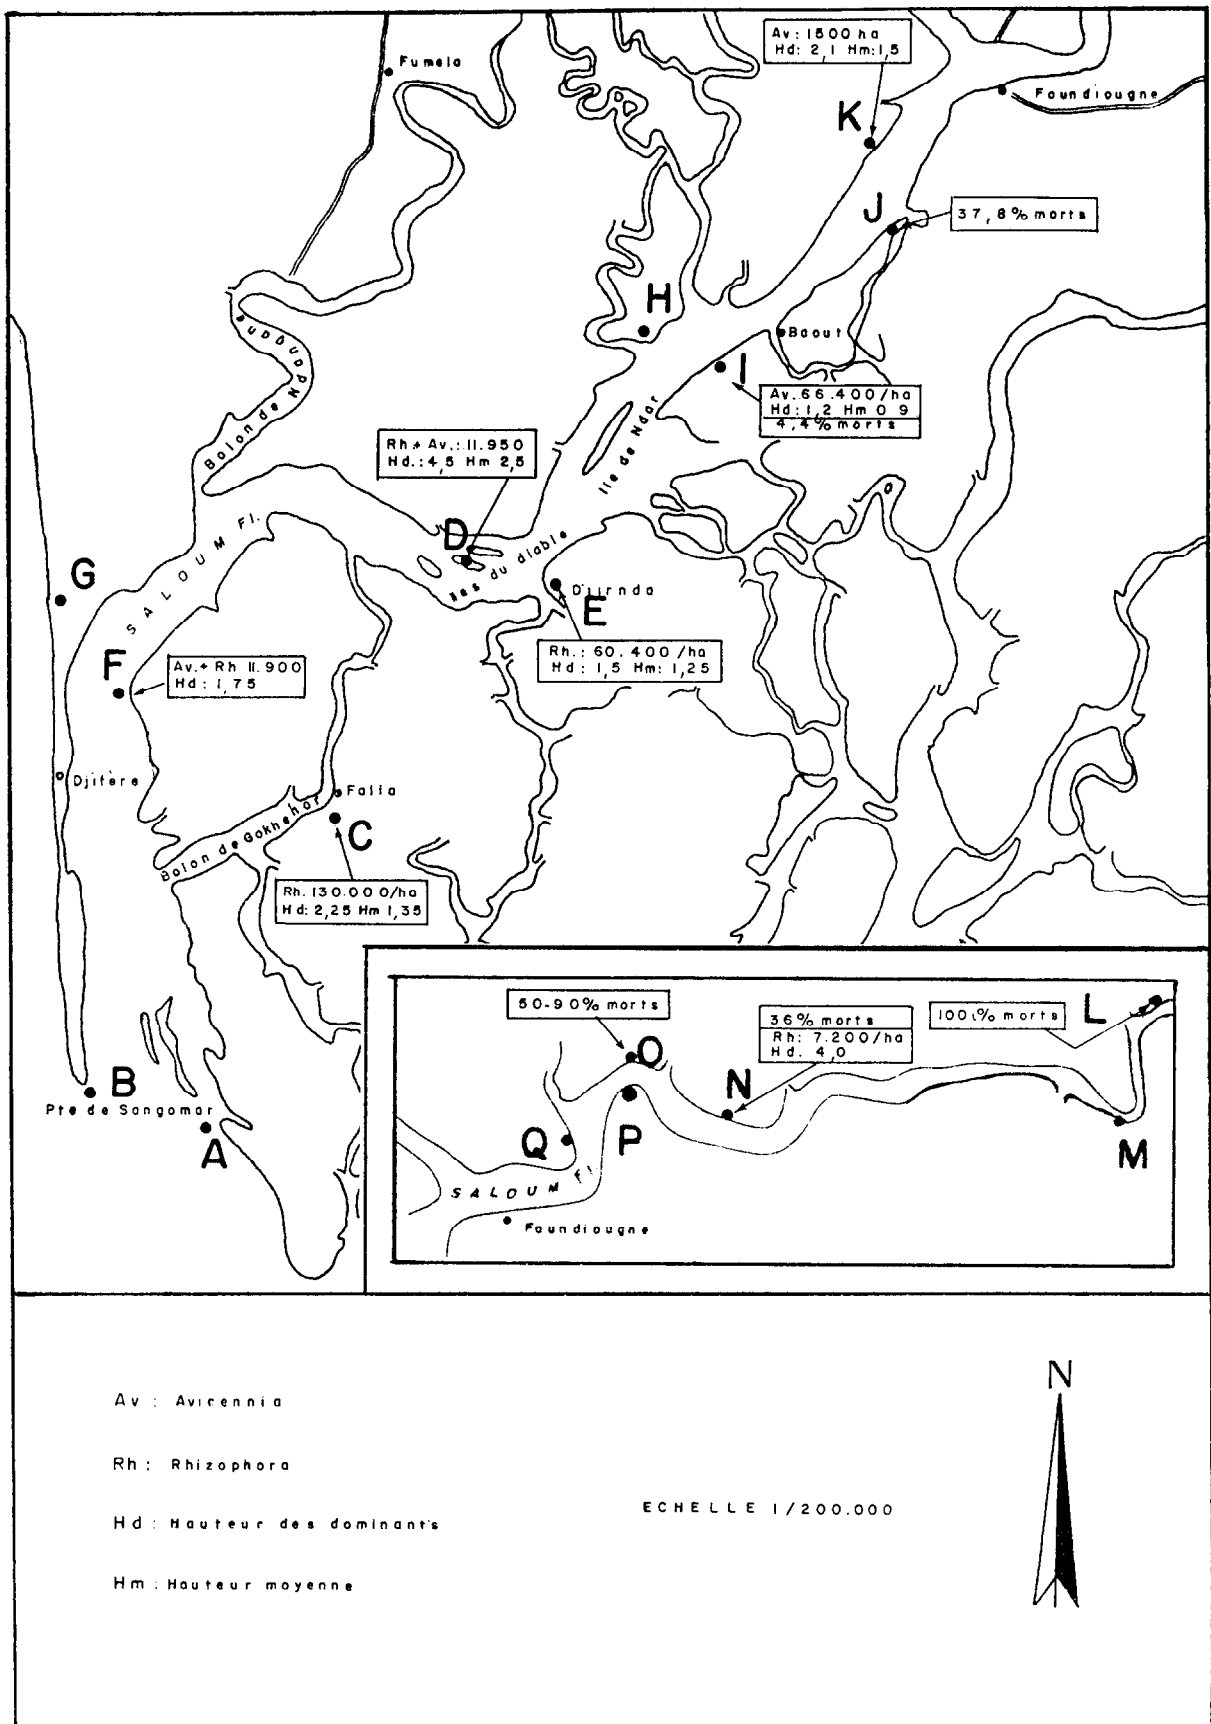 Av: 1500 ha
Hd: 2,1 Hm:1,5
Fumela
Foundiougne
K
J
37,8% morts
H
Baout
I
Av.66.400/ha
Hd: 1,2 Hm 0 9
4,4% morts
Bolon de Nd
Ile de Ndar
Rh.+ Av.: 11.950
Hd.: 4,5 Hm 2,5
SALOUM Fl.
D
Iles du diable
G
Djirnda
E
Rh.: 60.400 /ha
Hd: 1,5 Hm: 1,25
F
Av.+ Rh 11.900
Hd: 1,75
Djifère
Falia
Bolon de Gokhehor
C
Rh. 130.000/ha
Hd: 2,25 Hm 1,35
B
Pte de Sangomar
A
50-90% morts
36% morts
Rh: 7.200/ha
Hd. 4,0
100% morts
L
O
N
Q
P
M
SALOUM Fl.
Foundiougne
N
Av : Avicennia
Rh : Rhizophora
ECHELLE 1/200.000
Hd : Hauteur des dominants
Hm : Hauteur moyenne